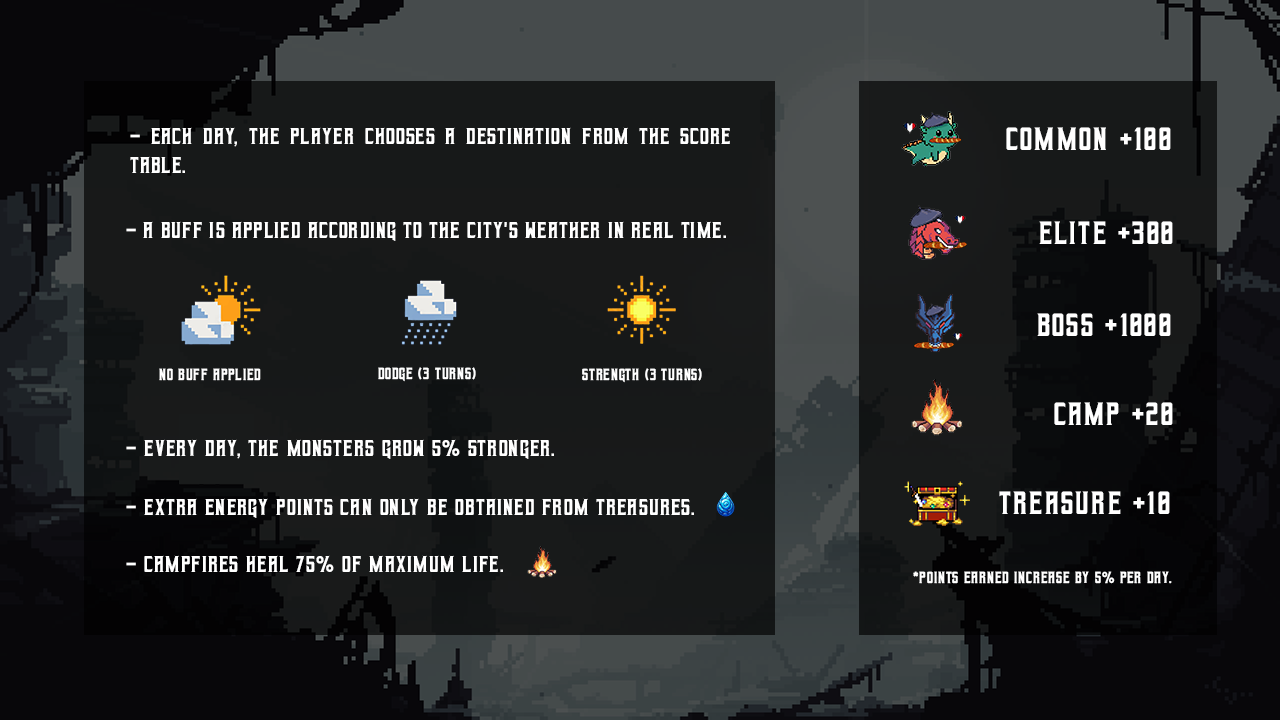 - EACH DAY, THE PLAYER CHOOSES A DESTINATION FROM THE SCORE
TABLE.
- A BUFF IS APPLIED ACCORDING TO THE CITY'S WEATHER IN REAL TIME.
NO BUFF APPLIED
DODGE (3 TURNS)
STRENGTH (3 TURNS)
- EVERY DAY, THE MONSTERS GROW 5% STRONGER.
- EXTRA ENERGY POINTS CAN ONLY BE OBTAINED FROM TREASURES.
- CAMPFIRES HEAL 75% OF MAXIMUM LIFE.
COMMON +100
ELITE +300
BOSS +1000
CAMP +20
TREASURE +10
*POINTS EARNED INCREASE BY 5% PER DAY.